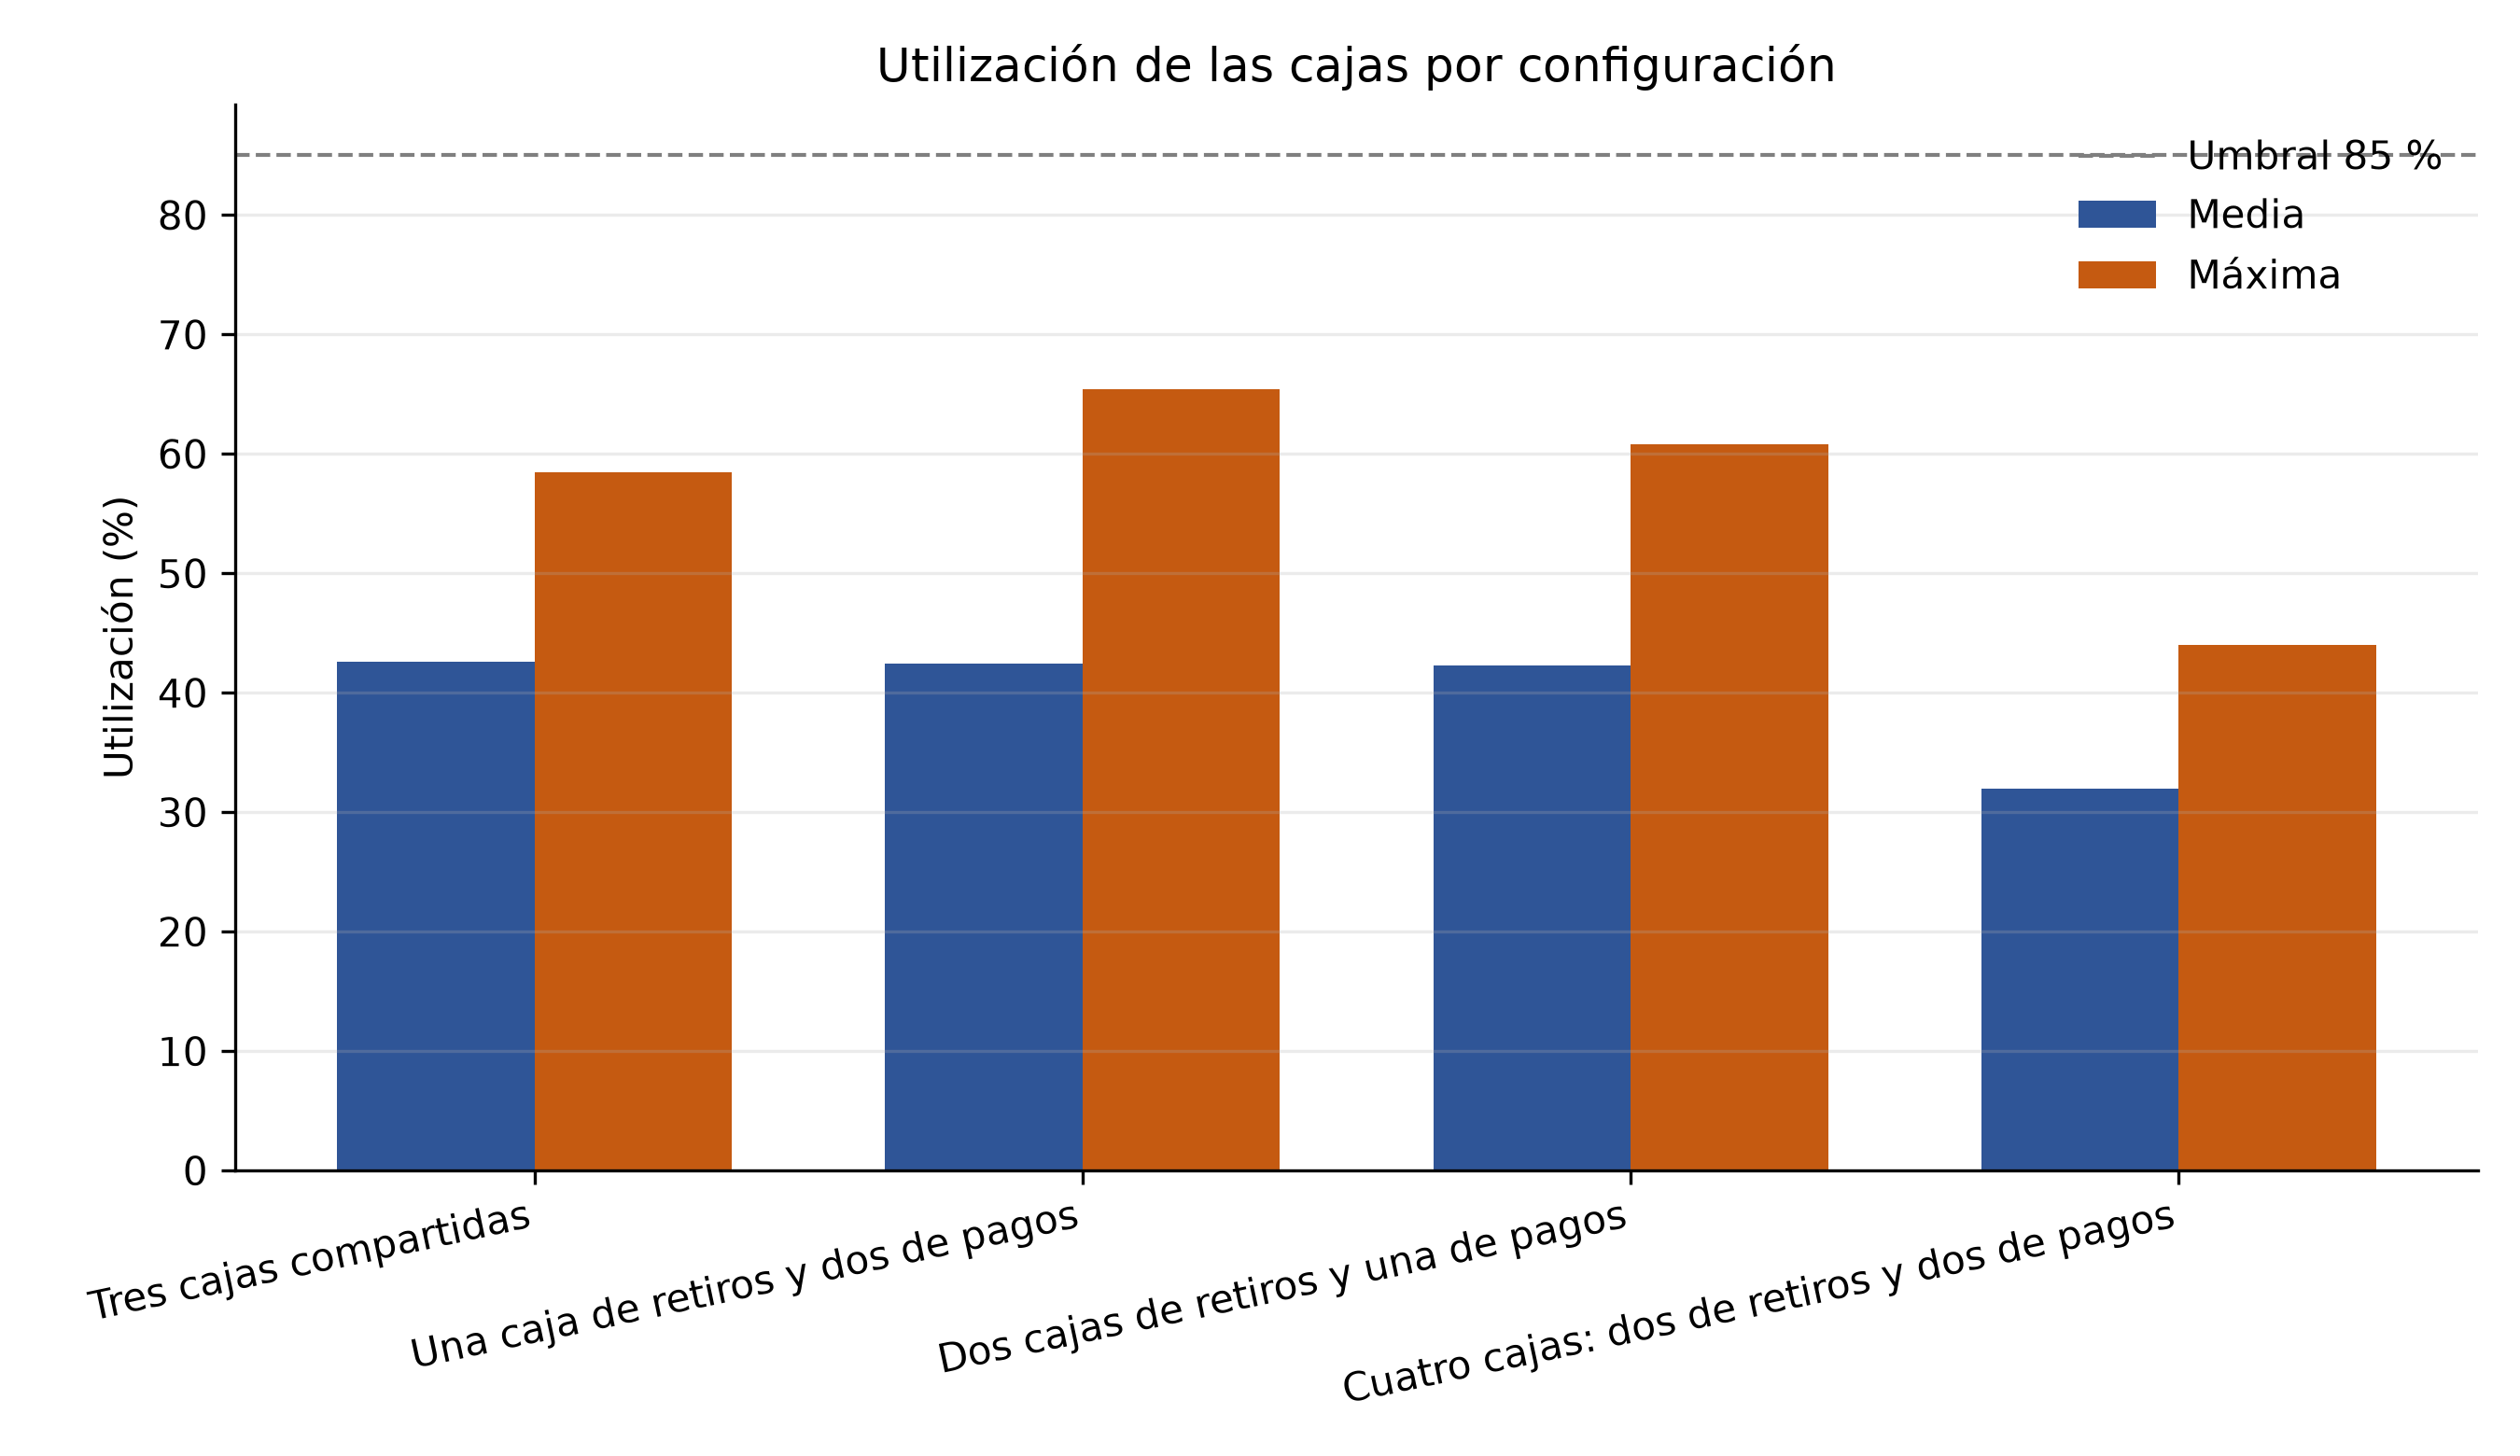 Utilización de las cajas por configuración
Umbral 85 %
Media
Máxima
Utilización (%)
80
70
60
50
40
30
20
10
0
Tres cajas compartidas
Una caja de retiros y dos de pagos
Dos cajas de retiros y una de pagos
Cuatro cajas: dos de retiros y dos de pagos